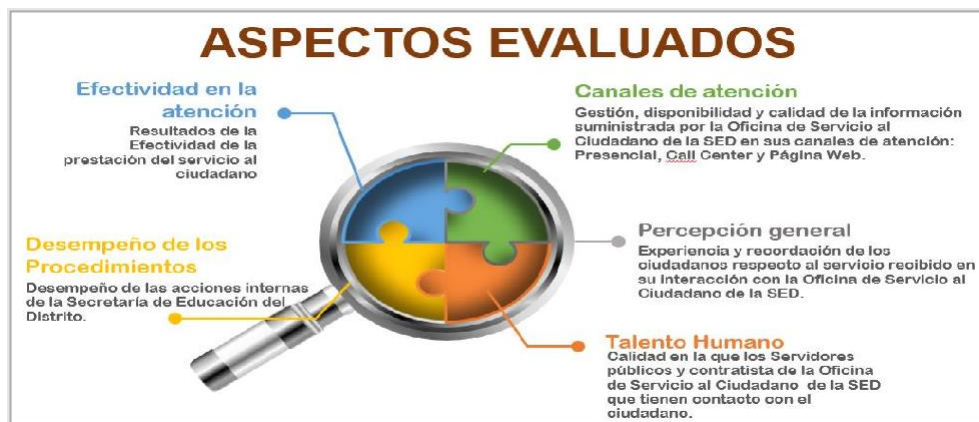 ASPECTOS EVALUADOS
Efectividad en la
atención
Resultados de la
Efectividad de la
prestación del servicio al
ciudadano
Canales de atención
Gestión, disponibilidad y calidad de la información
suministrada por la Oficina de Servicio al
Ciudadano de la SED en sus canales de atención:
Presencial, Call Center y Página Web.
Desempeño de los
Procedimientos
Desempeño de las acciones internas
de la Secretaría de Educación del
Distrito.
Percepción general
Experiencia y recordación de los
ciudadanos respecto al servicio recibido en
su interacción con la Oficina de Servicio al
Ciudadano de la SED.
Talento Humano
Calidad en la que los Servidores
públicos y contratista de la Oficina
de Servicio al Ciudadano de la SED
que tienen contacto con el
ciudadano.